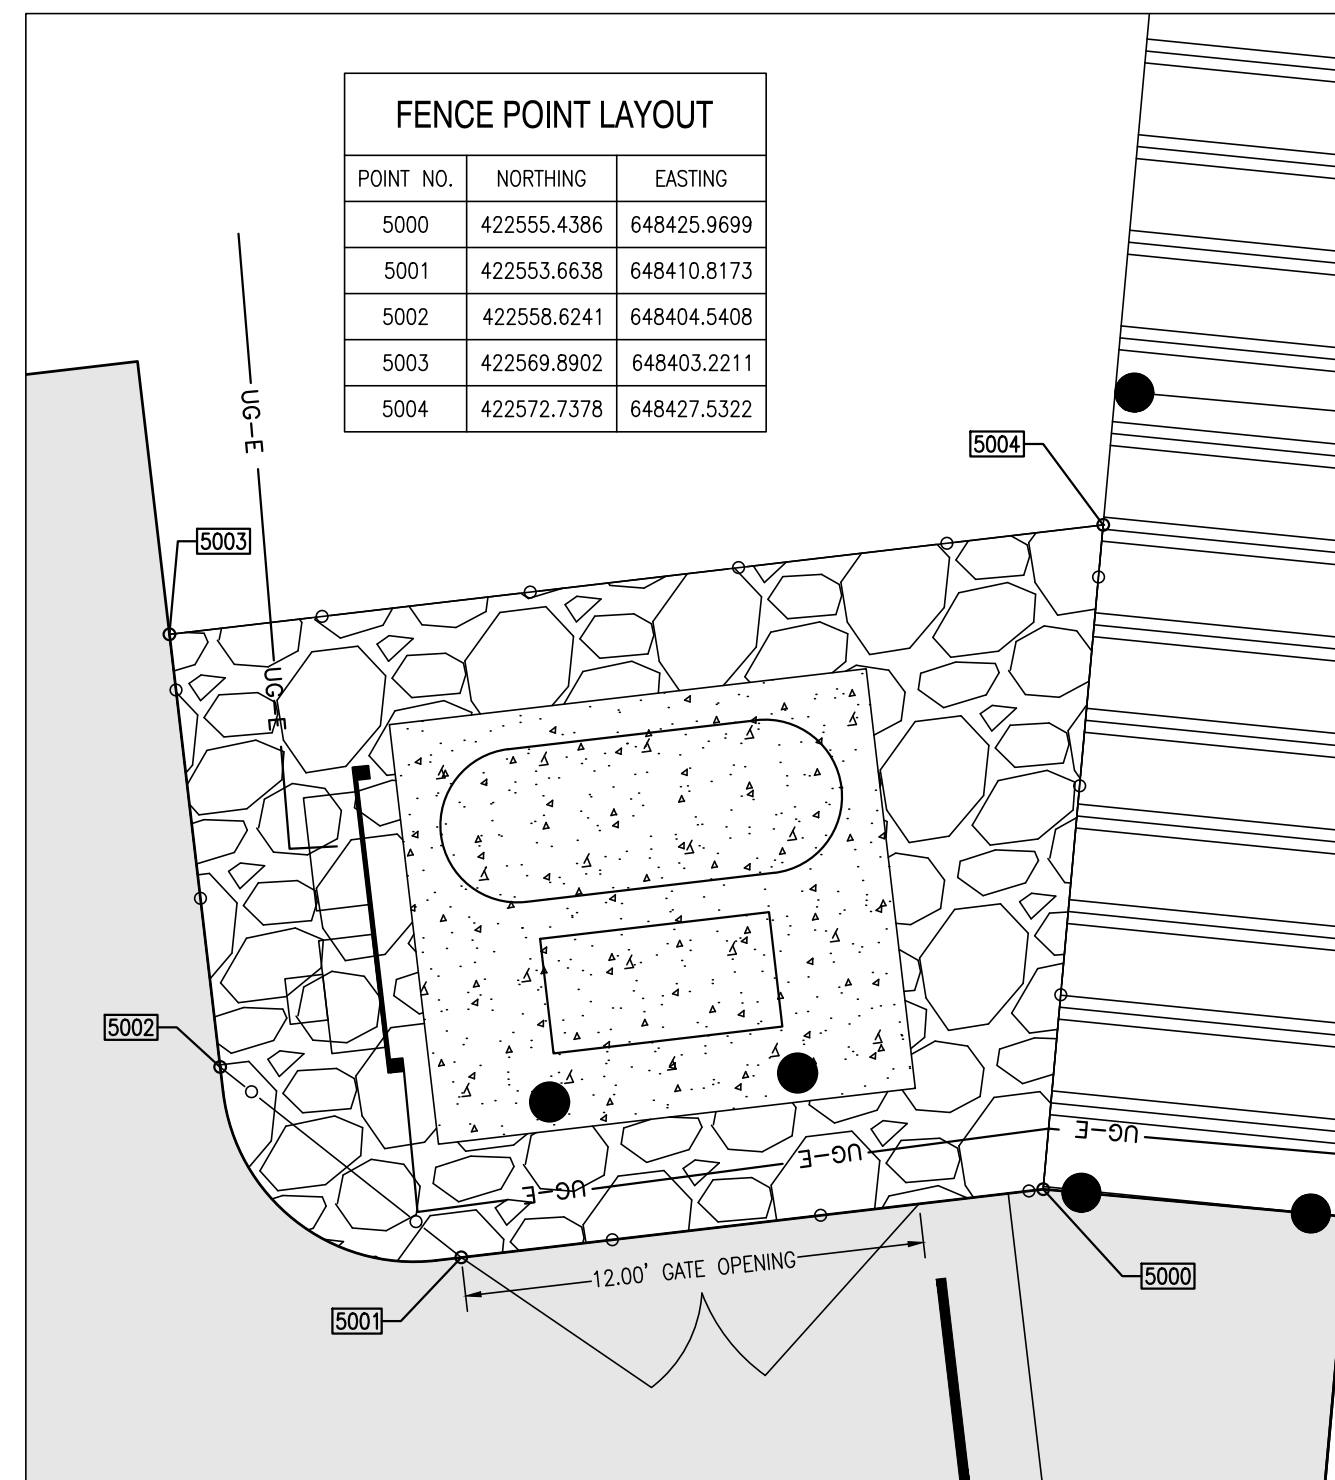 FENCE POINT LAYOUT
POINT NO. NORTHING EASTING
5000 422555.4386 648425.9699
5001 422553.6638 648410.8173
5002 422558.6241 648404.5408
5003 422569.8902 648403.2211
5004 422572.7378 648427.5322
UG-E
5004
5003
UG-E
5002
UG-E
UG-E
UG-E
12.00' GATE OPENING
5000
5001